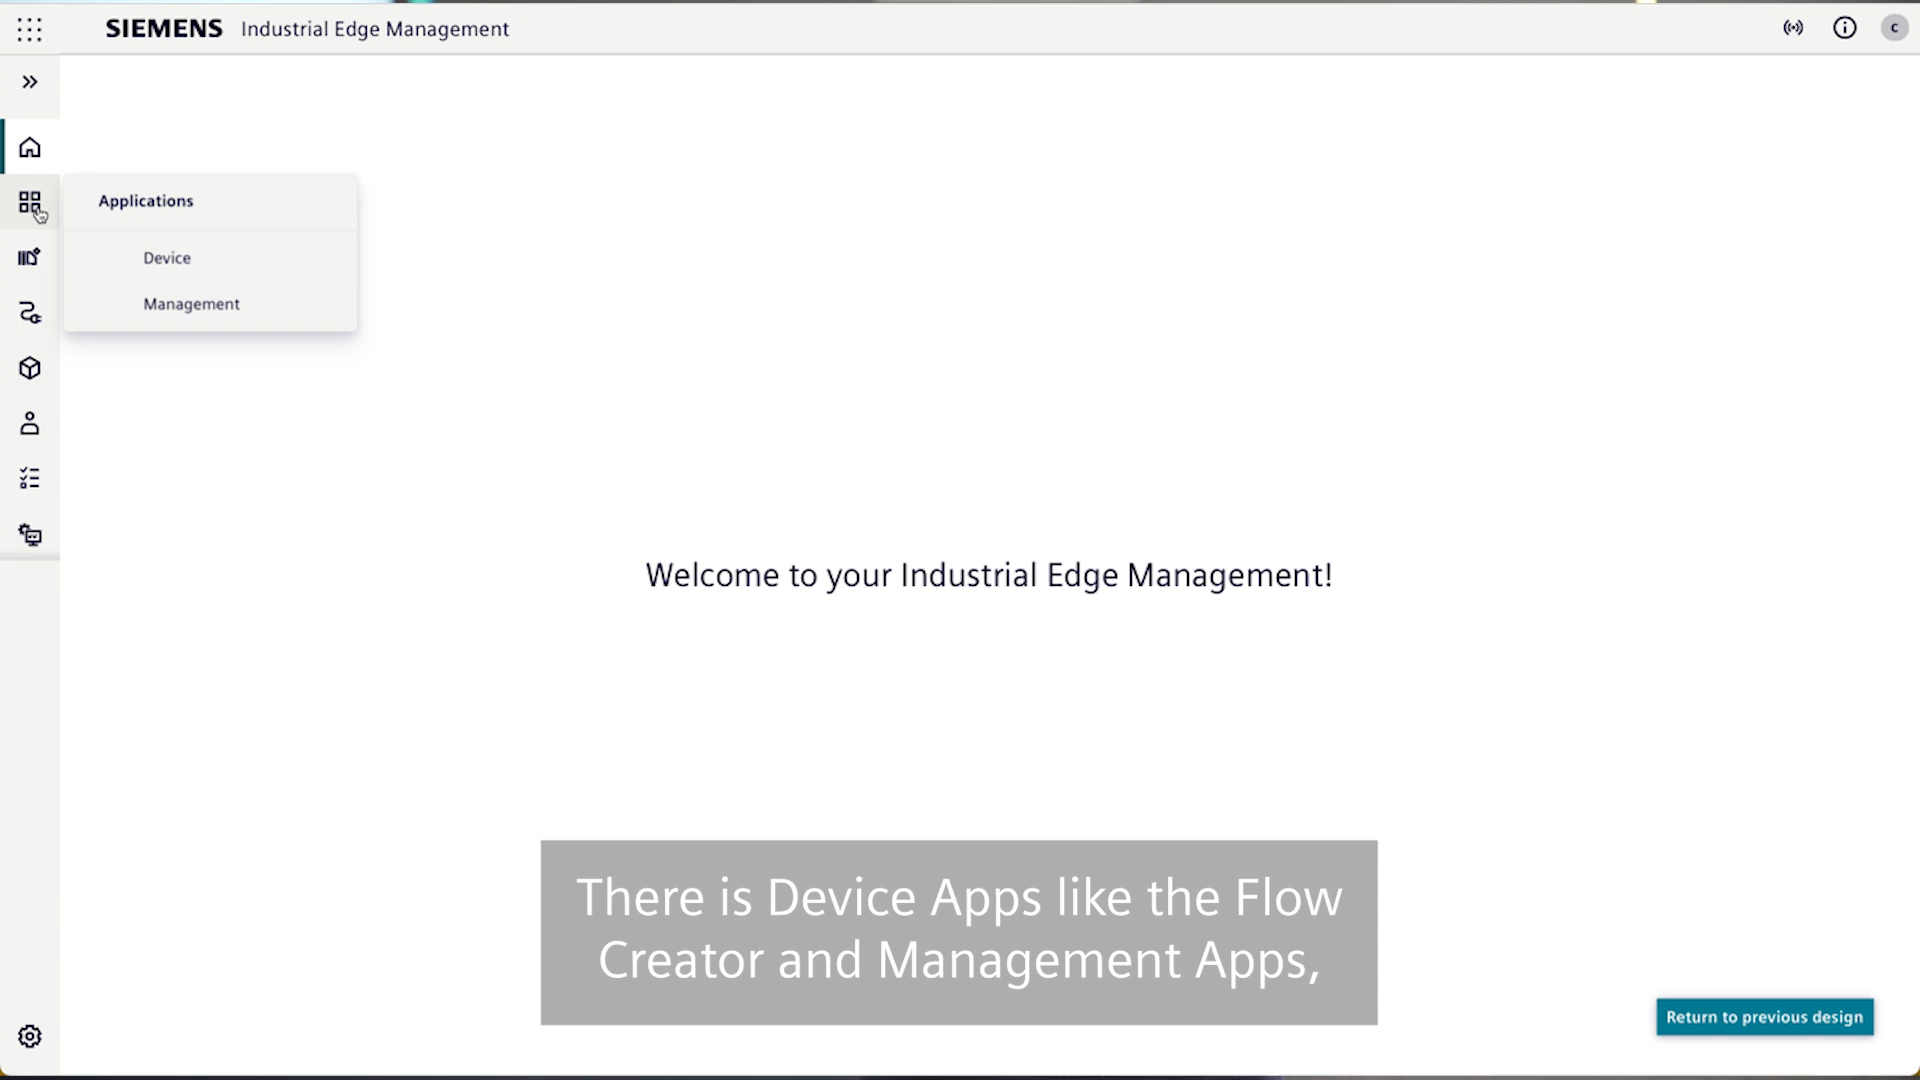 SIEMENS Industrial Edge Management
C
Applications
Device
Management
Welcome to your Industrial Edge Management!
There is Device Apps like the Flow
Creator and Management Apps,
Return to previous design